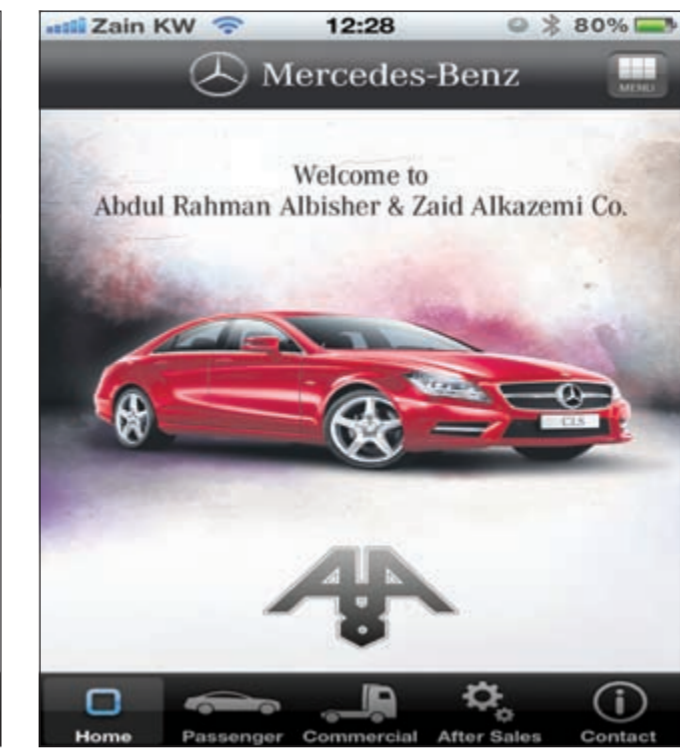 Zain KW 12:28 80%
Mercedes-Benz
MENU
Welcome to
Abdul Rahman Albisher & Zaid Alkazemi Co.
CLS
A&A
Home Passenger Commercial After Sales Contact